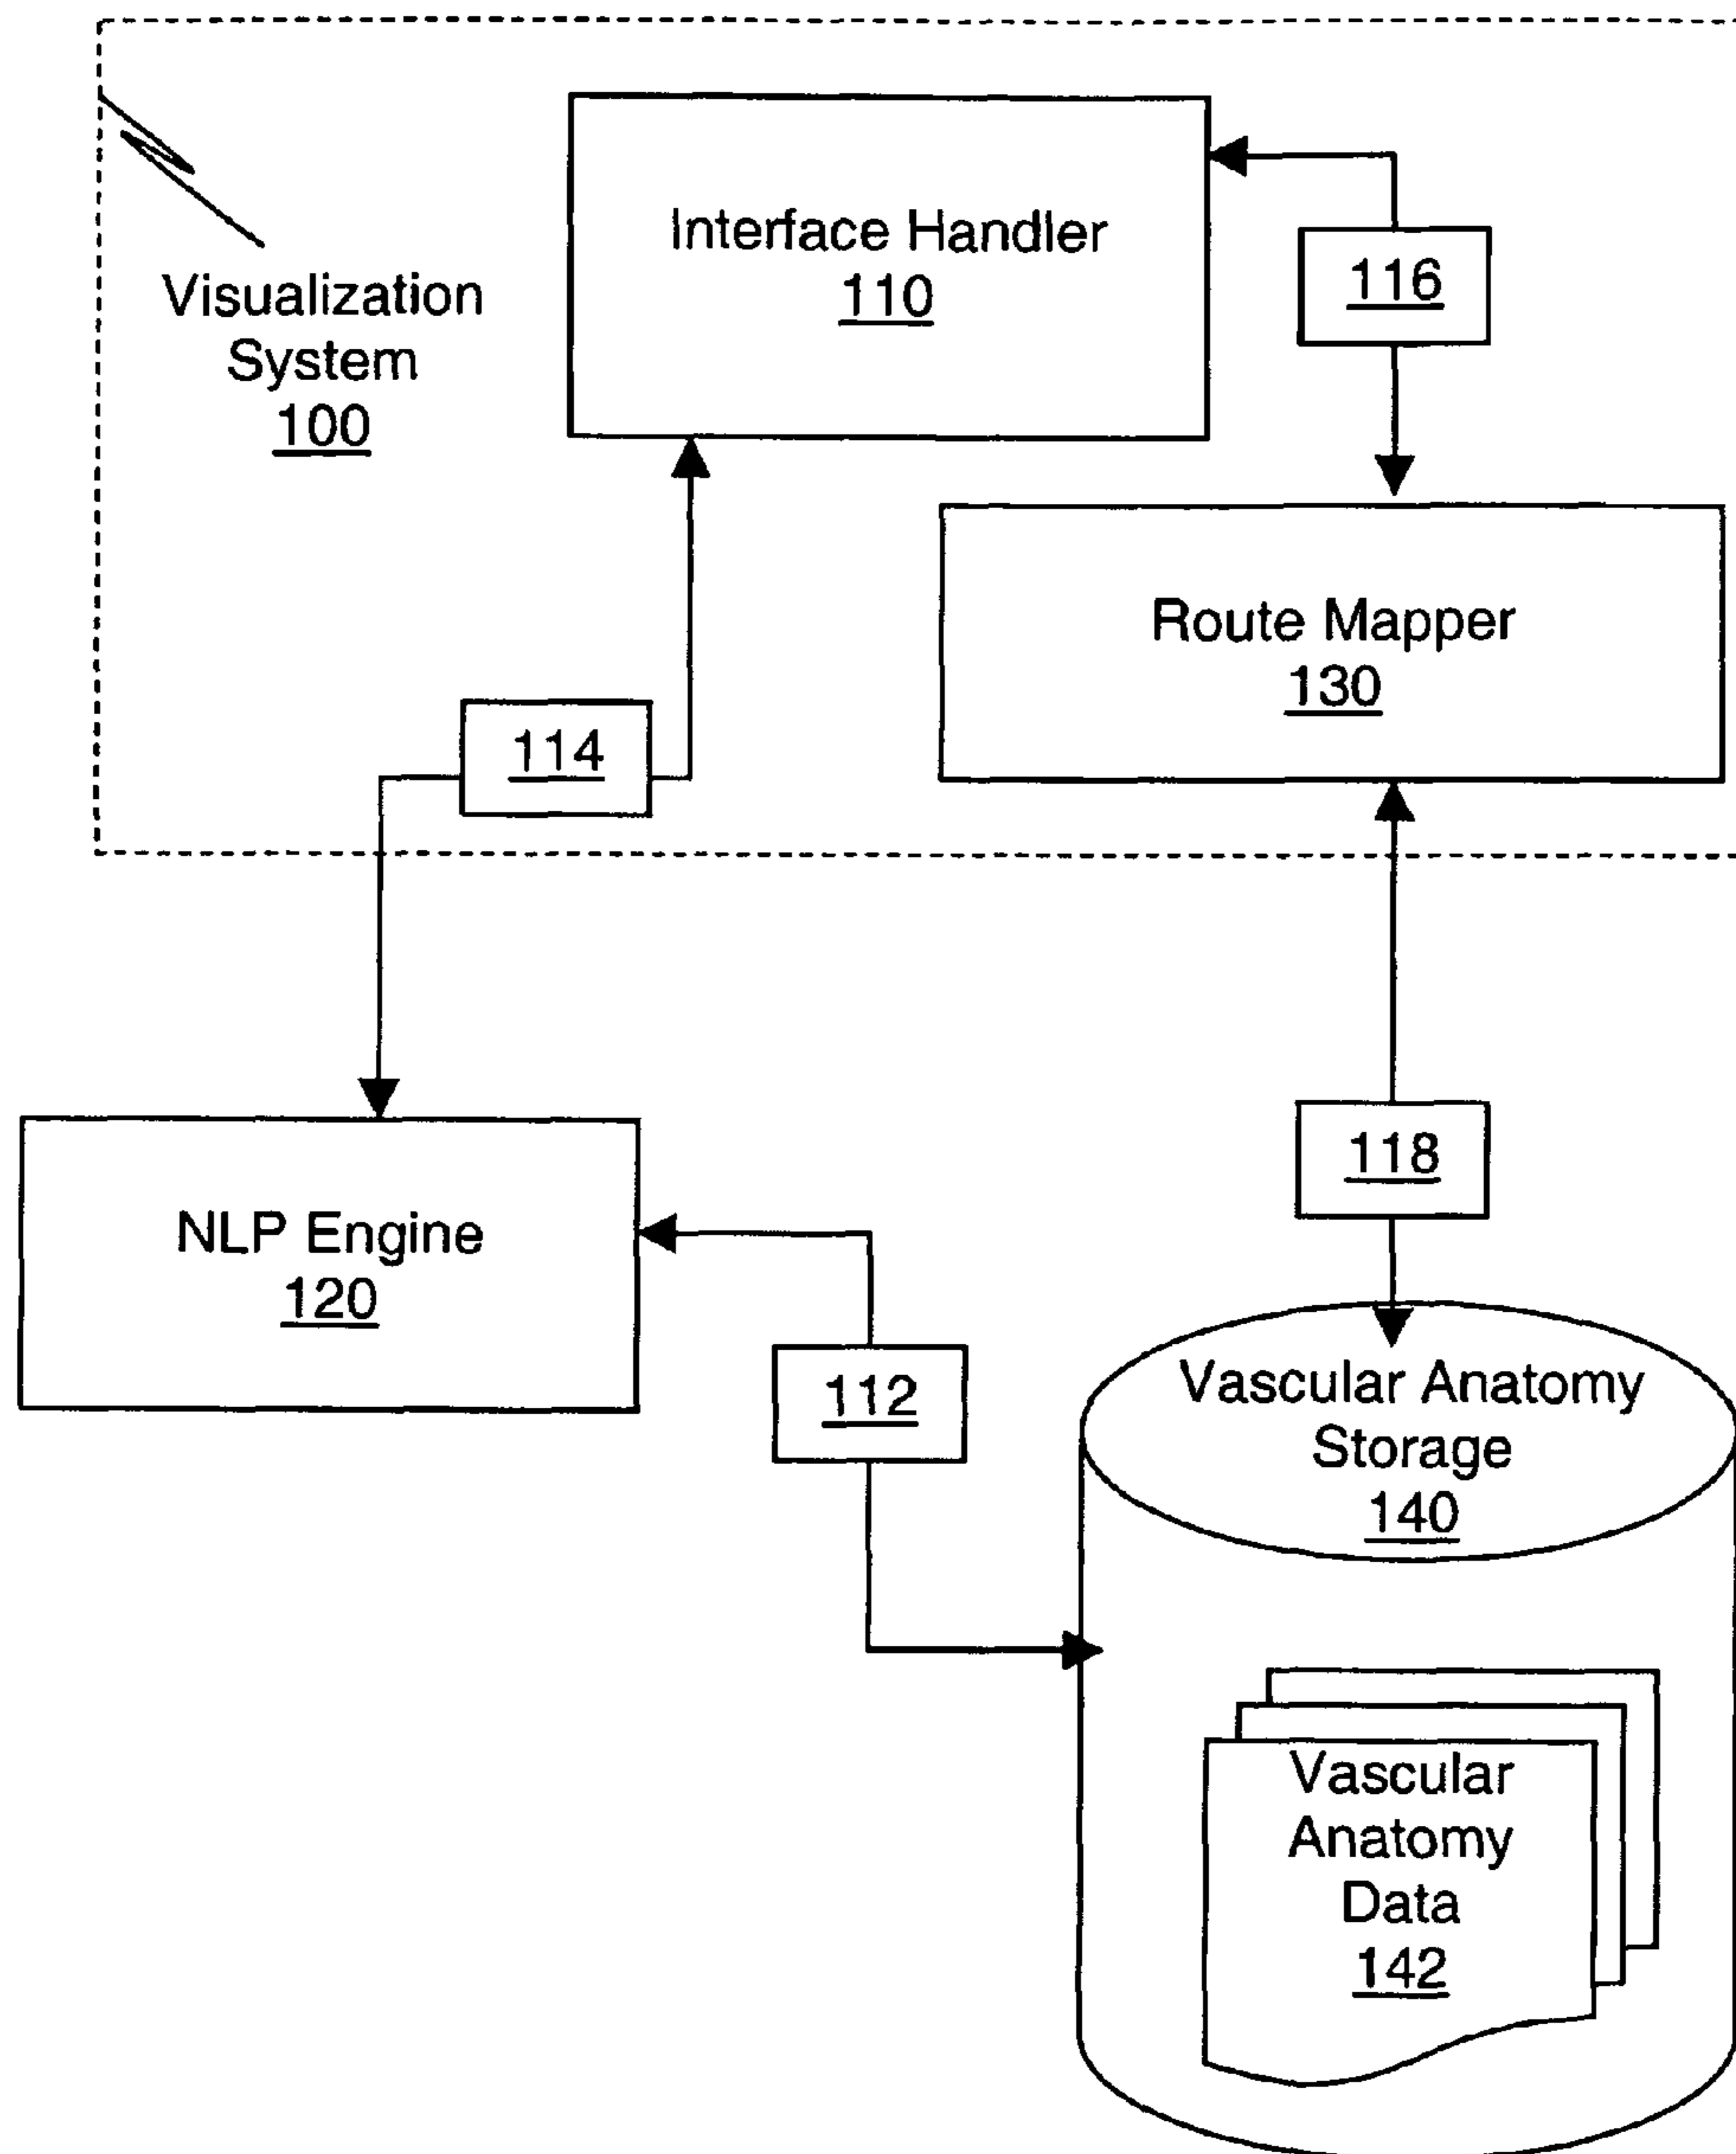 Interface Handler
110
116
Visualization
System
100
Route Mapper
130
114
118
NLP Engine
120
112
Vascular Anatomy
Storage
140
Vascular
Anatomy
Data
142